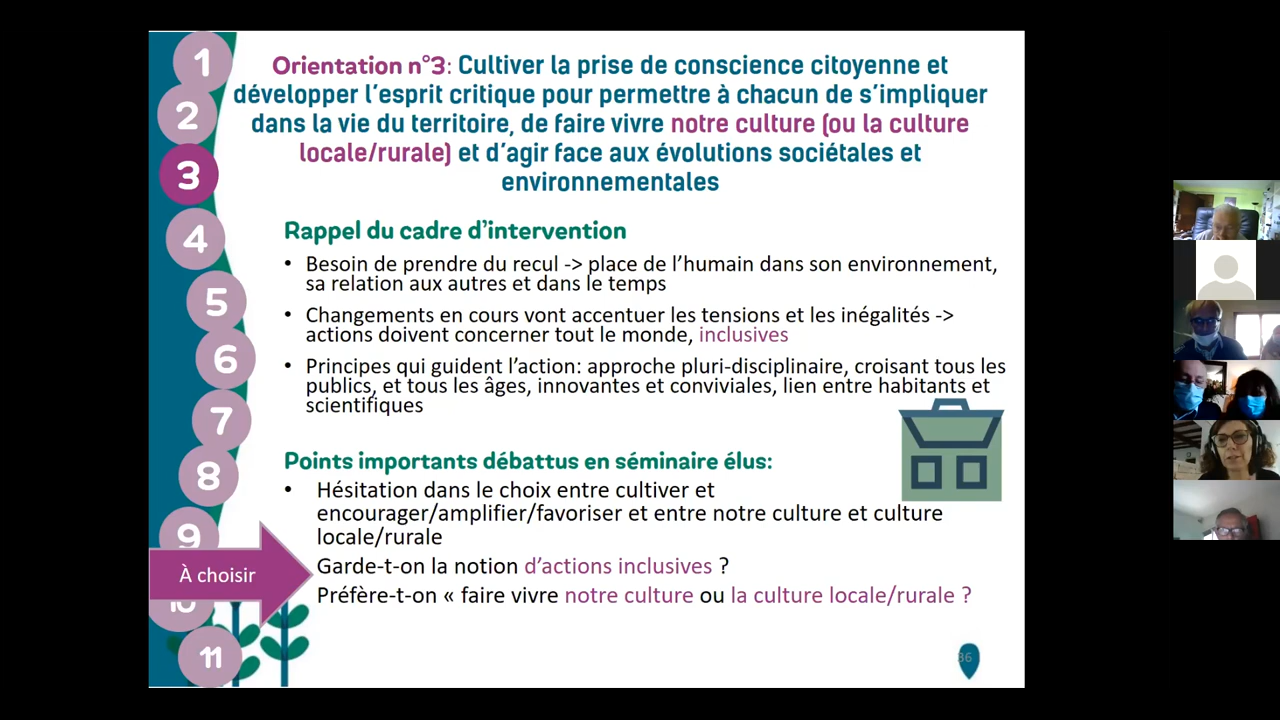 1
2
3
4
5
6
7
8
9
10
11
Orientation n°3: Cultiver la prise de conscience citoyenne et
développer l'esprit critique pour permettre à chacun de s'impliquer
dans la vie du territoire, de faire vivre notre culture (ou la culture
locale/rurale) et d'agir face aux évolutions sociétales et
environnementales
Rappel du cadre d'intervention
• Besoin de prendre du recul -> place de l'humain dans son environnement,
sa relation aux autres et dans le temps
• Changements en cours vont accentuer les tensions et les inégalités ->
actions doivent concerner tout le monde, inclusives
• Principes qui guident l'action: approche pluri-disciplinaire, croisant tous les
publics, et tous les âges, innovantes et conviviales, lien entre habitants et
scientifiques
Points importants débattus en séminaire élus:
• Hésitation dans le choix entre cultiver et
encourager/amplifier/favoriser et entre notre culture et culture
locale/rurale
À choisir
Garde-t-on la notion d'actions inclusives ?
Préfère-t-on « faire vivre notre culture ou la culture locale/rurale ?
36